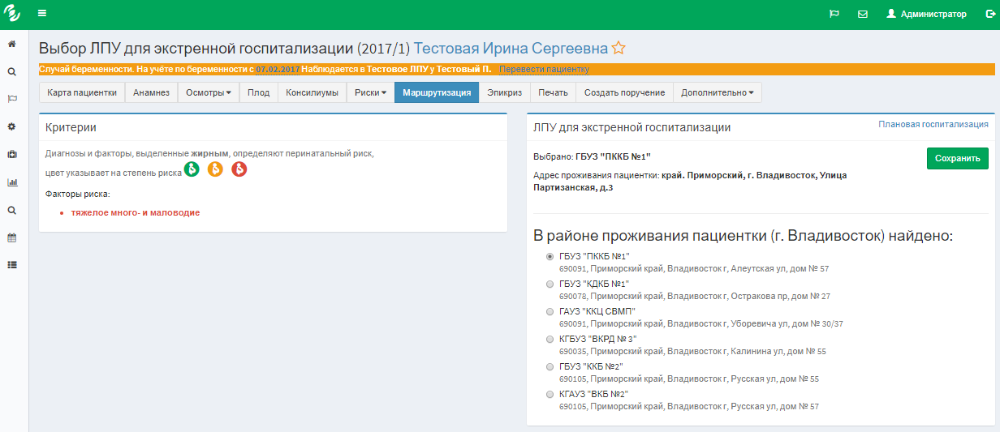 Администратор
Выбор ЛПУ для экстренной госпитализации (2017/1) Тестовая Ирина Сергеевна
Случай беременности. На учёте по беременности с 07.02.2017 Наблюдается в Тестовое ЛПУ у Тестовый П. Перевести пациентку
Карта пациентки Анамнез Осмотры Плод Консилиумы Риски Маршрутизация Эпикриз Печать Создать поручение Дополнительно
Критерии
Диагнозы и факторы, выделенные жирным, определяют перинатальный риск,
цвет указывает на степень риска
Факторы риска:
• тяжелое много- и маловодие
ЛПУ для экстренной госпитализации
Плановая госпитализация
Выбрано: ГБУЗ "ПККБ №1"
Сохранить
Адрес проживания пациентки: край. Приморский, г. Владивосток, Улица
Партизанская, д.3
В районе проживания пациентки (г. Владивосток) найдено:
ГБУЗ "ПККБ №1"
690091, Приморский край, Владивосток г, Алеутская ул, дом № 57
ГБУЗ "КДКБ №1"
690078, Приморский край, Владивосток г, Острякова пр, дом № 27
ГАУЗ "ККЦ СВМП"
690091, Приморский край, Владивосток г, Уборевича ул, дом № 30/37
КГБУЗ "ВКРД № 3"
690035, Приморский край, Владивосток г, Калинина ул, дом № 55
ГБУЗ "ККБ №2"
690105, Приморский край, Владивосток г, Русская ул, дом № 55
КГАУЗ "ВКБ №2"
690105, Приморский край, Владивосток г, Русская ул, дом № 57